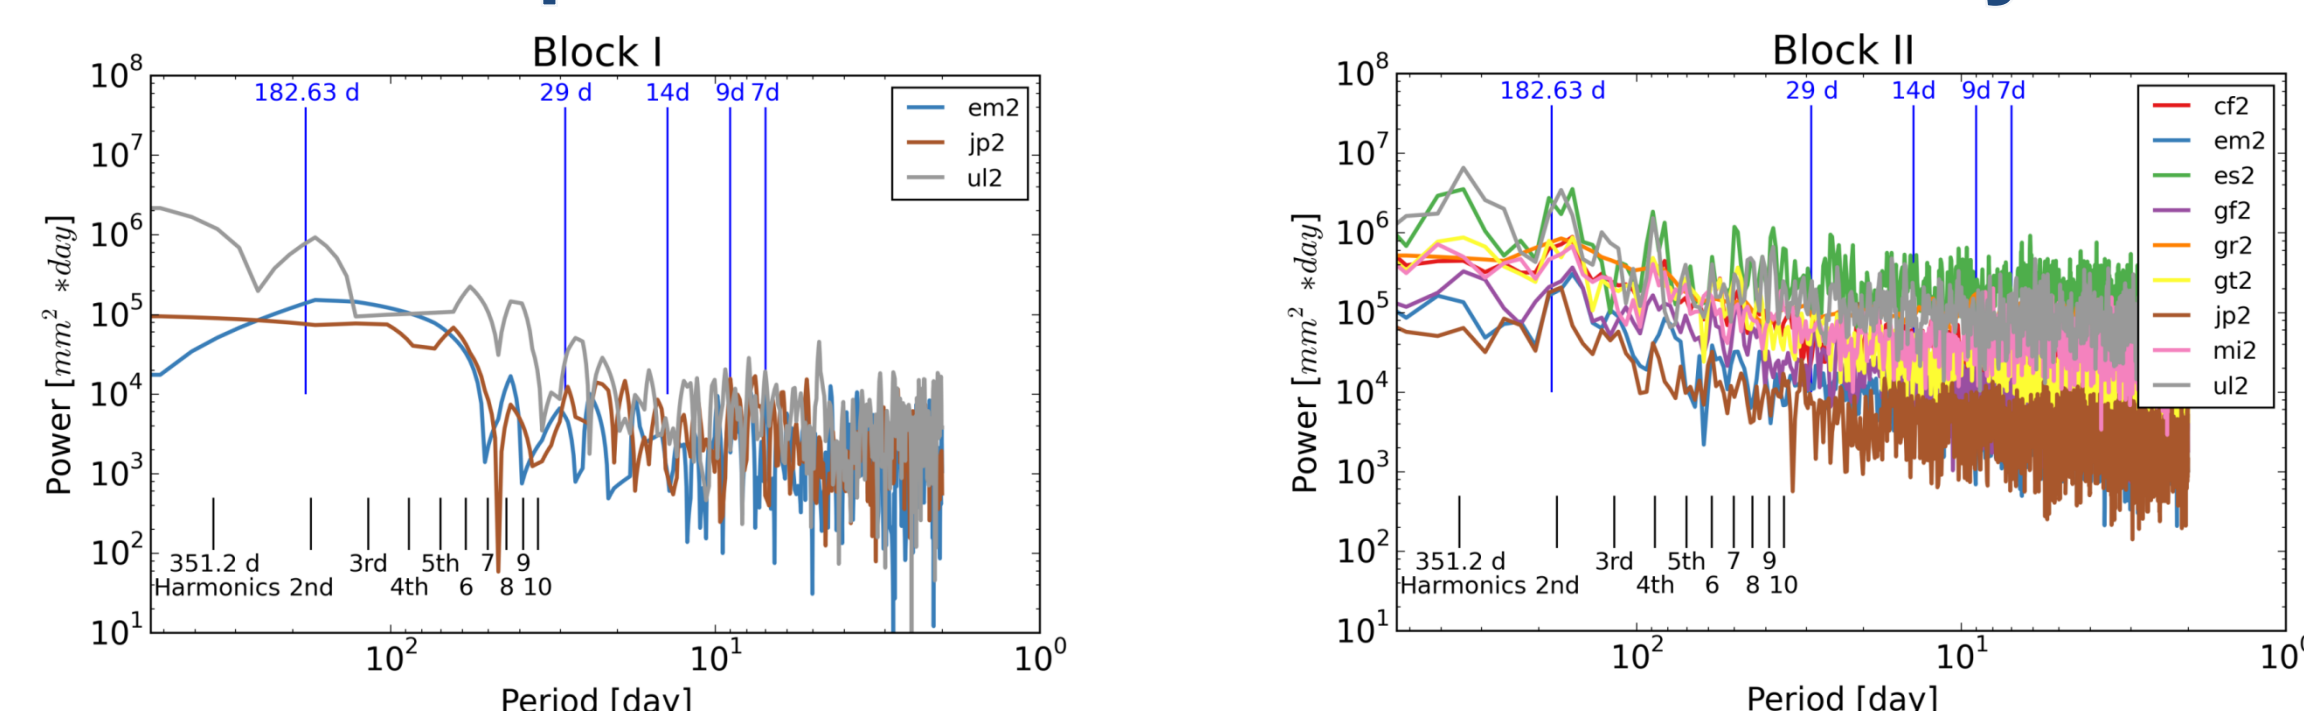 Block I
10^8
10^7
10^6
10^5
10^4
10^3
10^2
10^1
Power [mm^2 *day]
182.63 d
29 d
14d
9d
7d
em2
jp2
ul2
351.2 d
Harmonics
2nd
3rd
4th
5th
6
7
8
9
10
10^2
10^1
10^0
Period [day]
Block II
10^8
10^7
10^6
10^5
10^4
10^3
10^2
10^1
Power [mm^2 *day]
182.63 d
29 d
14d
9d
7d
cf2
em2
es2
gf2
gr2
gt2
jp2
mi2
ul2
351.2 d
Harmonics
2nd
3rd
4th
5th
6
7
8
9
10
10^2
10^1
Period [day]